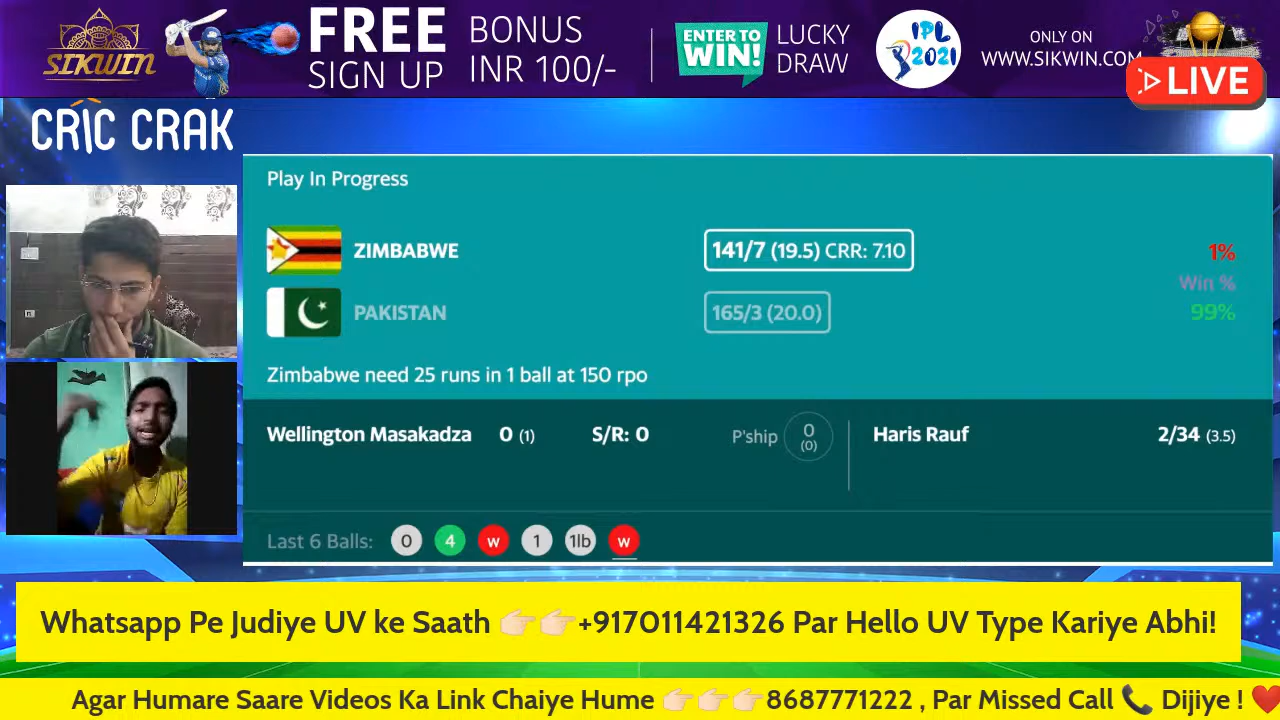 SIKWIN
FREE
SIGN UP
BONUS
INR 100/-
ENTER TO
WIN!
LUCKY
DRAW
IPL
2021
ONLY ON
WWW.SIKWIN.COM
LIVE
CRIC CRAK
Play In Progress
ZIMBABWE 141/7 (19.5) CRR: 7.10 1%
Win %
PAKISTAN 165/3 (20.0) 99%
Zimbabwe need 25 runs in 1 ball at 150 rpo
Wellington Masakadza 0 (1) S/R: 0 P'ship 0 (0) Haris Rauf 2/34 (3.5)
Last 6 Balls: 0 4 w 1 1lb w
Whatsapp Pe Judiye UV ke Saath 👉🏻👉🏻+917011421326 Par Hello UV Type Kariye Abhi!
Agar Humare Saare Videos Ka Link Chaiye Hume 👉🏻👉🏻👉🏻8687771222 , Par Missed Call 📞 Dijiye ! ❤️